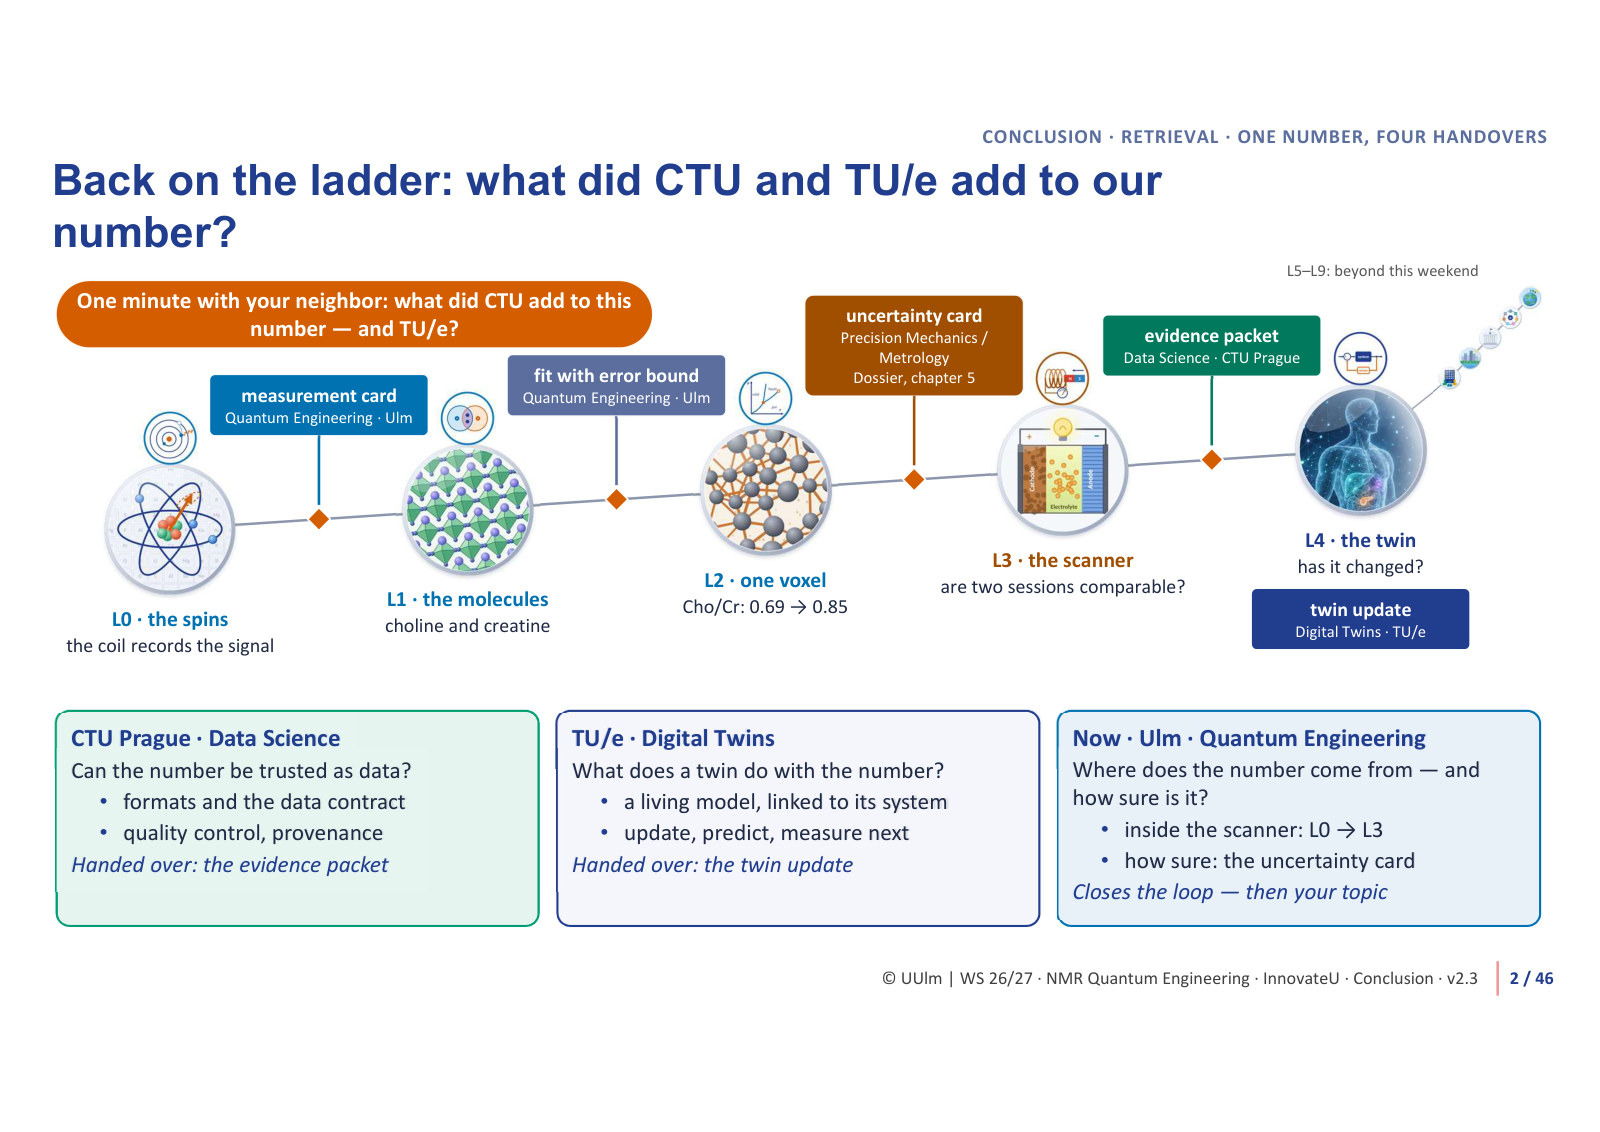 CONCLUSION · RETRIEVAL · ONE NUMBER, FOUR HANDOVERS
Back on the ladder: what did CTU and TU/e add to our
number?
L5–L9: beyond this weekend
One minute with your neighbor: what did CTU add to this
number — and TU/e?
measurement card
Quantum Engineering · Ulm
fit with error bound
Quantum Engineering · Ulm
uncertainty card
Precision Mechanics /
Metrology
Dossier, chapter 5
evidence packet
Data Science · CTU Prague
+
−
Cathode
Electrolyte
Anode
L0 · the spins
the coil records the signal
L1 · the molecules
choline and creatine
L2 · one voxel
Cho/Cr: 0.69 → 0.85
L3 · the scanner
are two sessions comparable?
L4 · the twin
has it changed?
twin update
Digital Twins · TU/e
CTU Prague · Data Science
Can the number be trusted as data?
• formats and the data contract
• quality control, provenance
Handed over: the evidence packet
TU/e · Digital Twins
What does a twin do with the number?
• a living model, linked to its system
• update, predict, measure next
Handed over: the twin update
Now · Ulm · Quantum Engineering
Where does the number come from — and
how sure is it?
• inside the scanner: L0 → L3
• how sure: the uncertainty card
Closes the loop — then your topic
© UUlm | WS 26/27 · NMR Quantum Engineering · InnovateU · Conclusion · v2.3
2 / 46